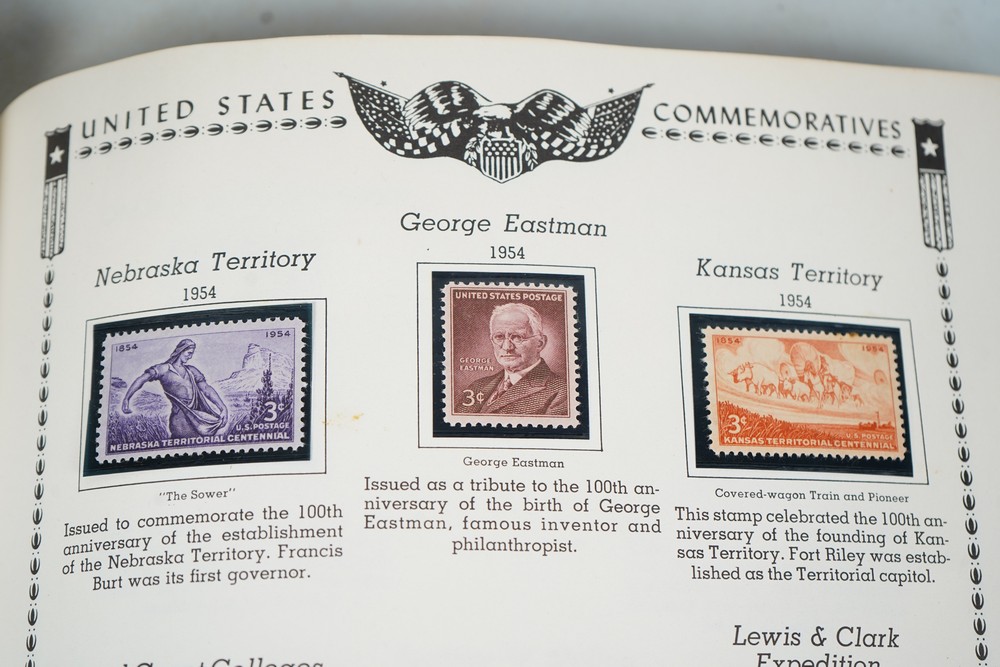 UNITED STATES
COMMEMORATIVES
Nebraska Territory
1954
1854
1954
3¢
U.S. POSTAGE
NEBRASKA TERRITORIAL CENTENNIAL
"The Sower"
Issued to commemorate the 100th
anniversary of the establishment
of the Nebraska Territory. Francis
Burt was its first governor.
George Eastman
1954
UNITED STATES POSTAGE
GEORGE
EASTMAN
3¢
George Eastman
Issued as a tribute to the 100th an-
niversary of the birth of George
Eastman, famous inventor and
philanthropist.
Kansas Territory
1954
1854
1954
3¢
U.S. POSTAGE
KANSAS TERRITORIAL CENTENNIAL
Covered-wagon Train and Pioneer
This stamp celebrated the 100th an-
niversary of the founding of Kan-
sas Territory. Fort Riley was estab-
lished as the Territorial capitol.
Colleges
Lewis & Clark
Expedition